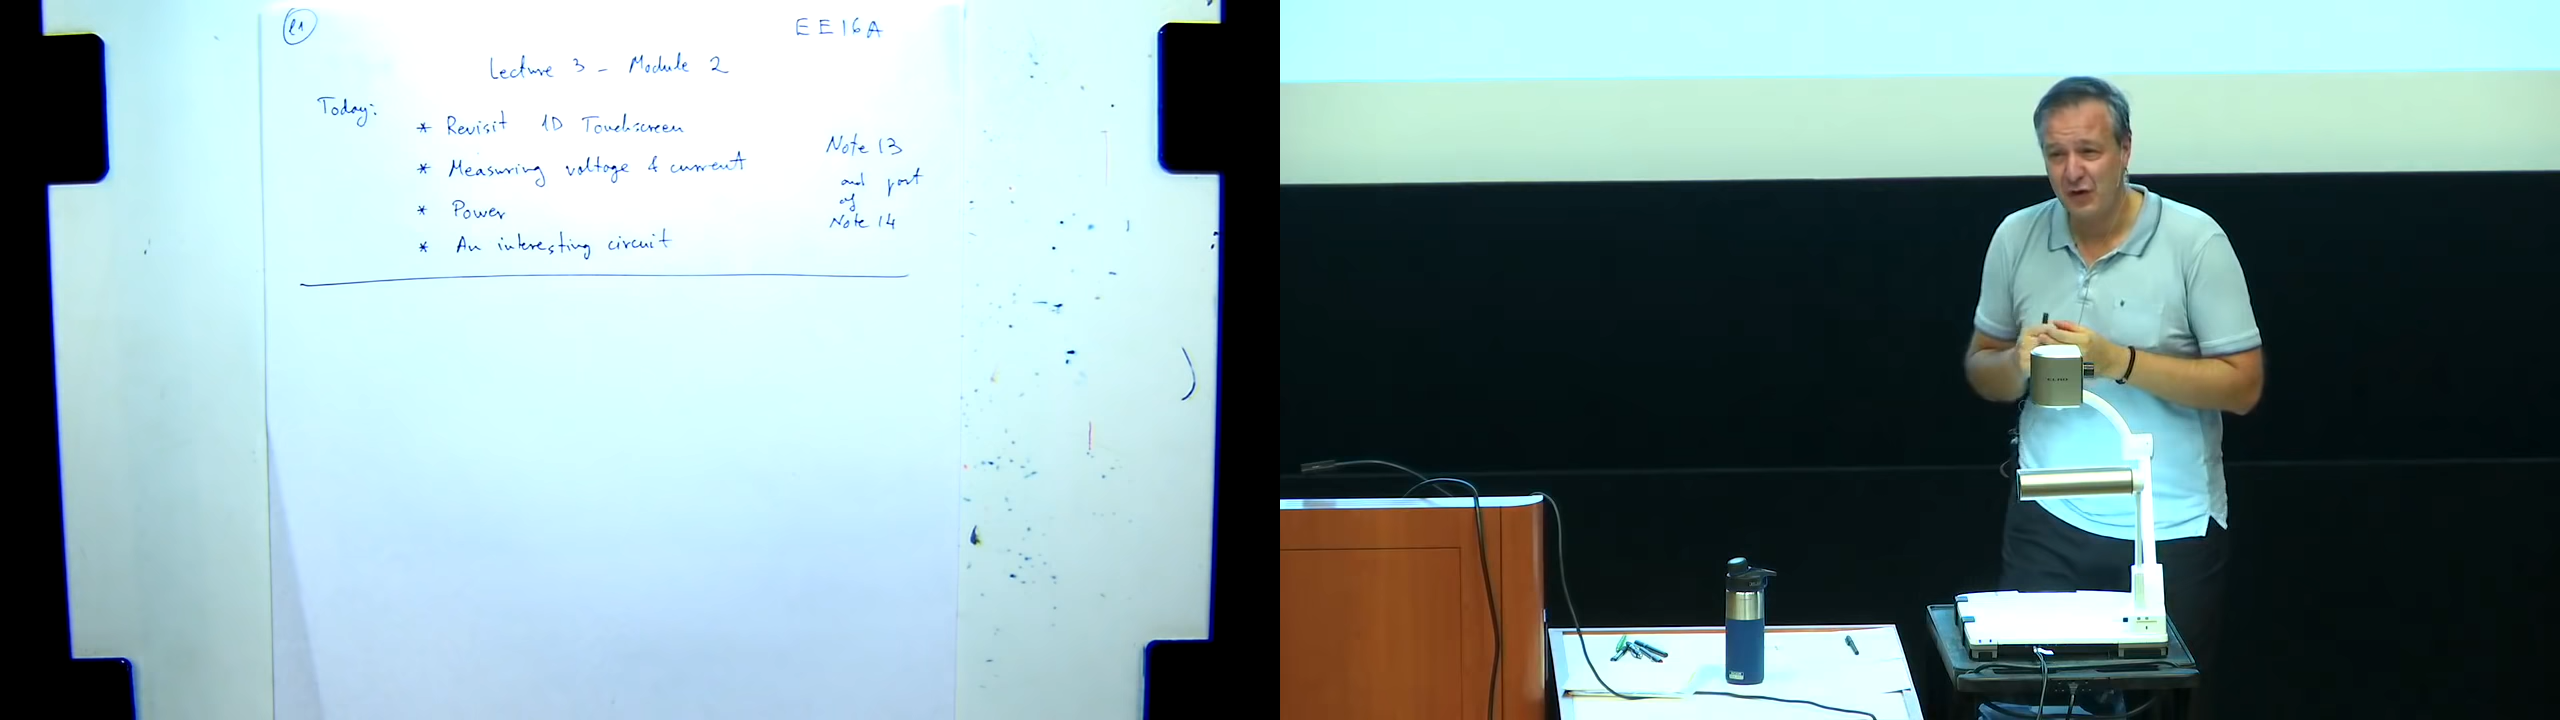 l1
EE16A
Lecture 3 - Module 2
Today:
* Revisit 1D Touchscreen
* Measuring voltage & current
* Power
* An interesting circuit
Note 13
and part
of
Note 14